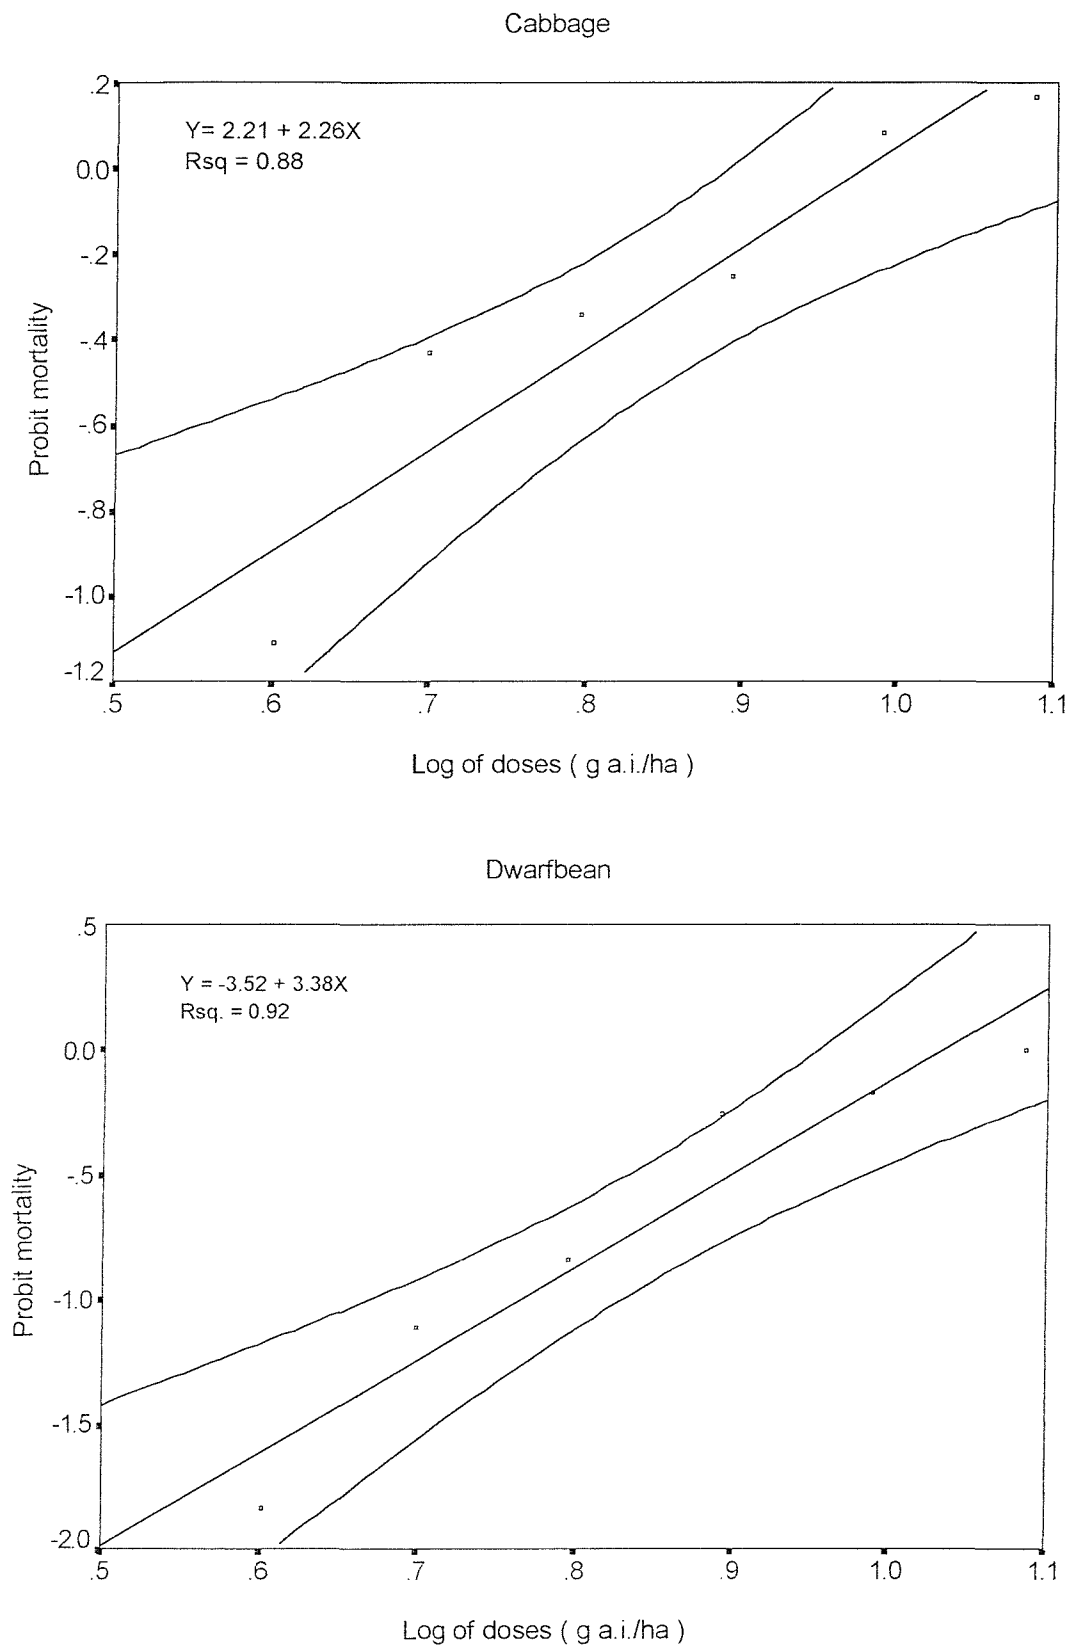 Cabbage
.2
Y= 2.21 + 2.26X
Rsq = 0.88
0.0
-.2
-.4
-.6
-.8
-1.0
-1.2
Probit mortality
.5 .6 .7 .8 .9 1.0 1.1
Log of doses ( g a.i./ha )
Dwarfbean
.5
Y = -3.52 + 3.38X
Rsq. = 0.92
0.0
-.5
-1.0
-1.5
-2.0
Probit mortality
.5 .6 .7 .8 .9 1.0 1.1
Log of doses ( g a.i./ha )